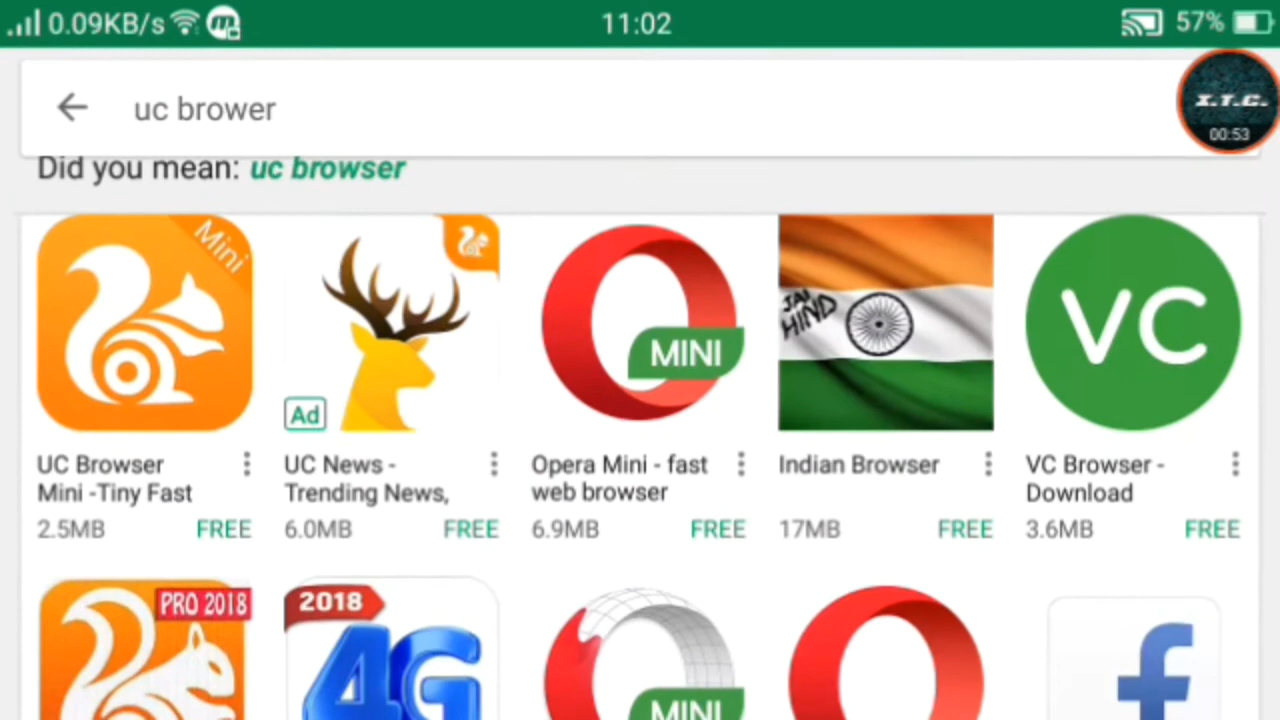 0.09KB/s
11:02
57%
uc brower
I.T.C.
00:53
Did you mean: uc browser
Mini
Ad
MINI
JAI
HIND
VC
UC Browser
Mini -Tiny Fast
2.5MB FREE
UC News -
Trending News,
6.0MB FREE
Opera Mini - fast
web browser
6.9MB FREE
Indian Browser
17MB FREE
VC Browser -
Download
3.6MB FREE
PRO 2018
2018
4G
MINI
f